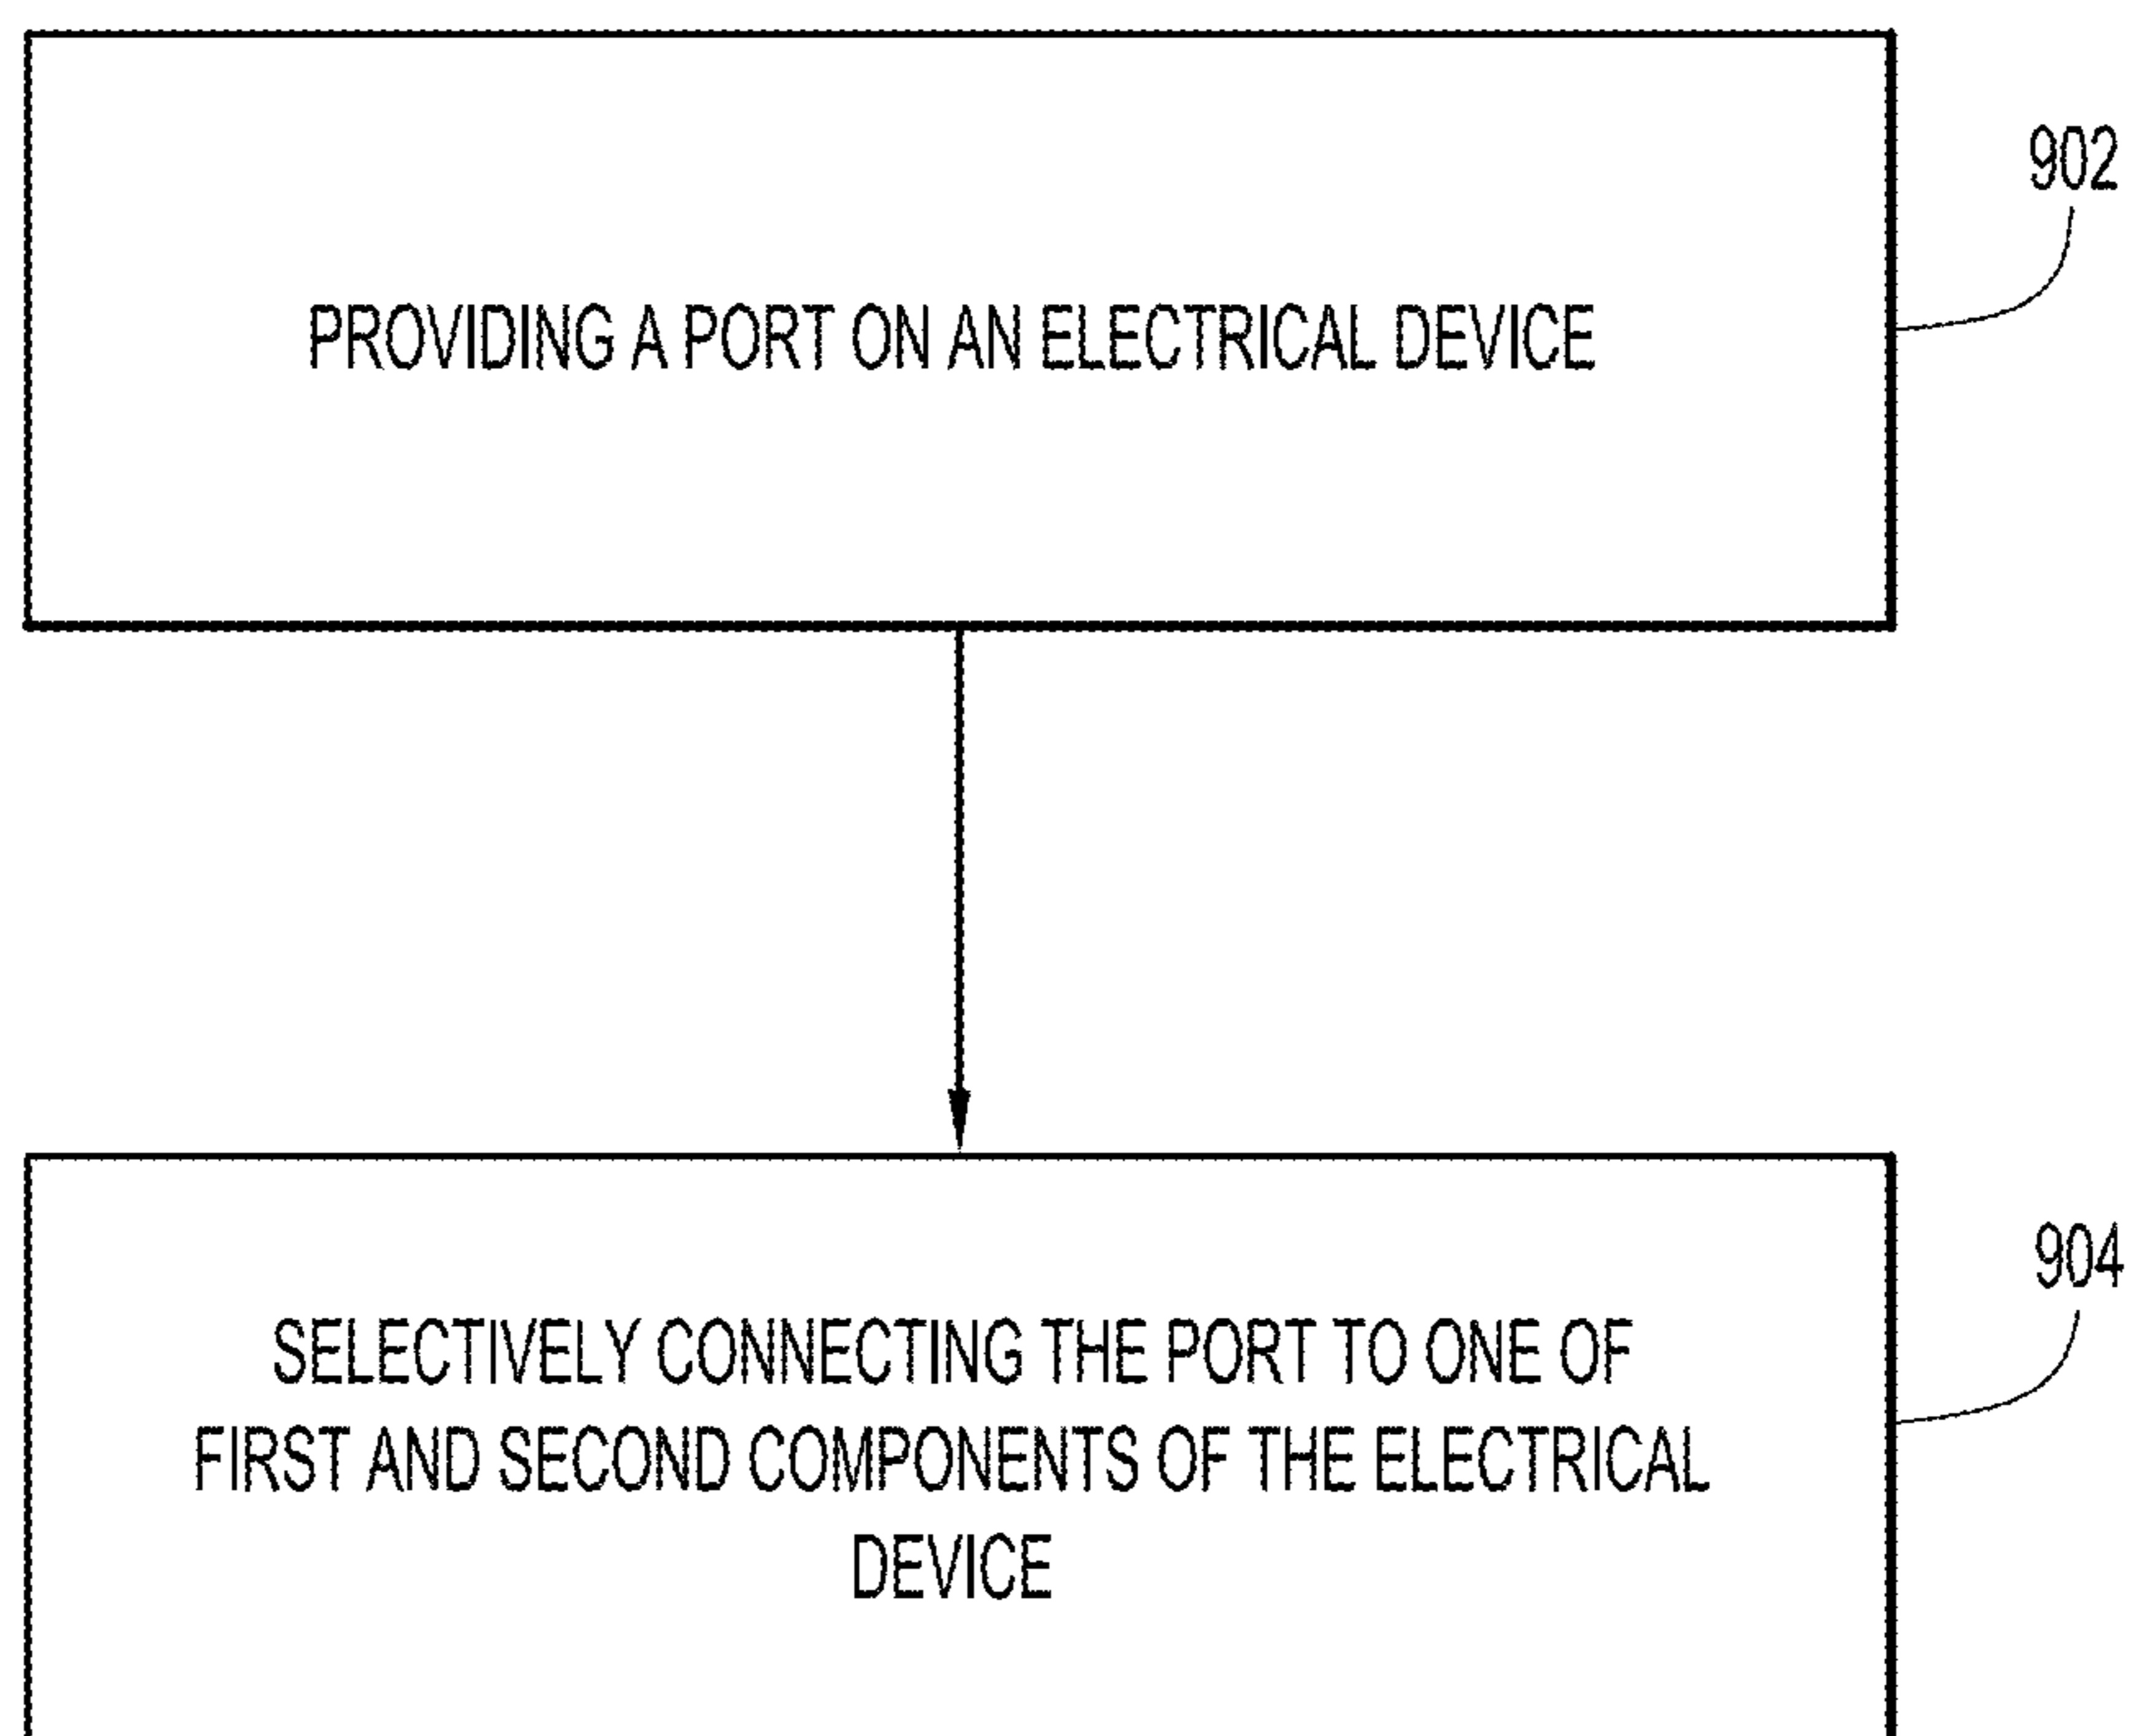 902
PROVIDING A PORT ON AN ELECTRICAL DEVICE
904
SELECTIVELY CONNECTING THE PORT TO ONE OF
FIRST AND SECOND COMPONENTS OF THE ELECTRICAL
DEVICE